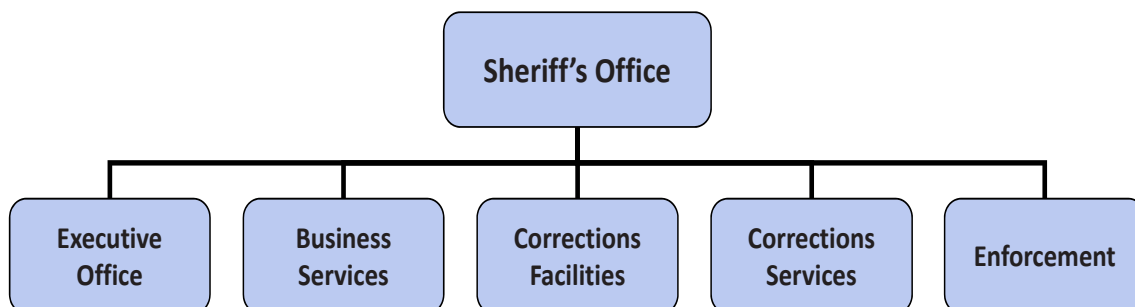 Sheriff’s Office
Executive
Office
Business
Services
Corrections
Facilities
Corrections
Services
Enforcement